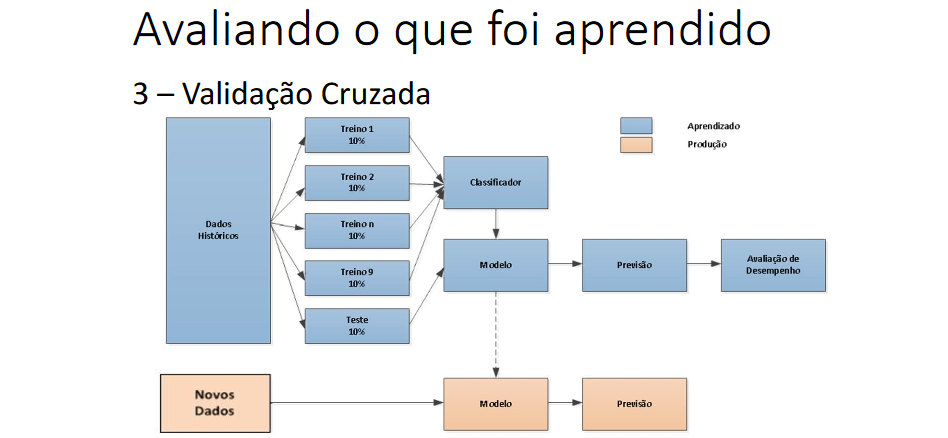 Avaliando o que foi aprendido
3 – Validação Cruzada
Treino 1
10%
Treino 2
10%
Treino n
10%
Treino 9
10%
Teste
10%
Dados
Históricos
Classificador
Modelo
Previsão
Avaliação de
Desempenho
Aprendizado
Produção
Novos
Dados
Modelo
Previsão